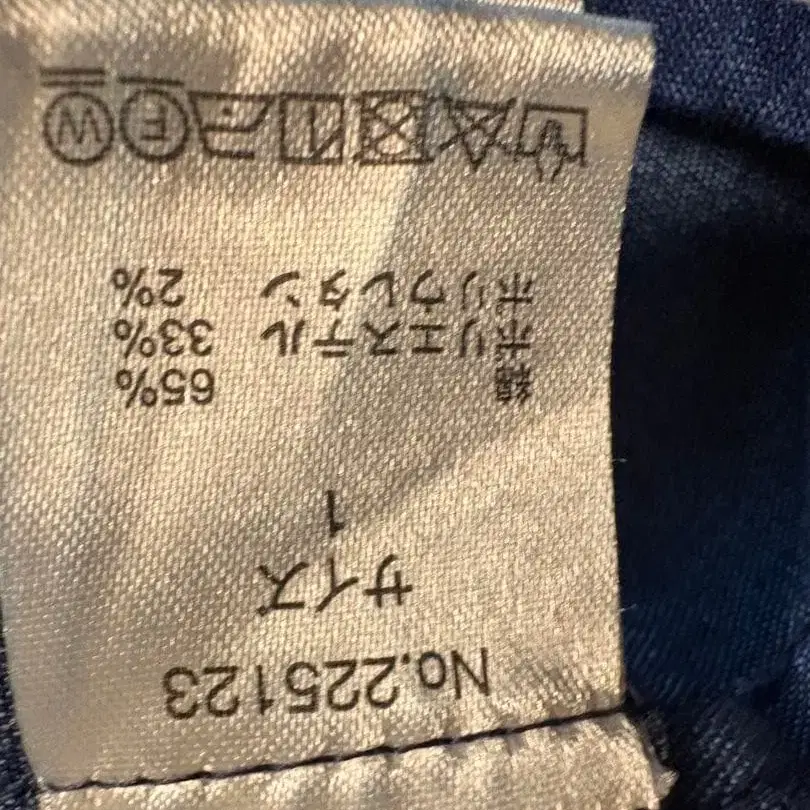 No.225123
サイズ
1
綿 65%
ポリエステル 33%
ポリウレタン 2%
F W